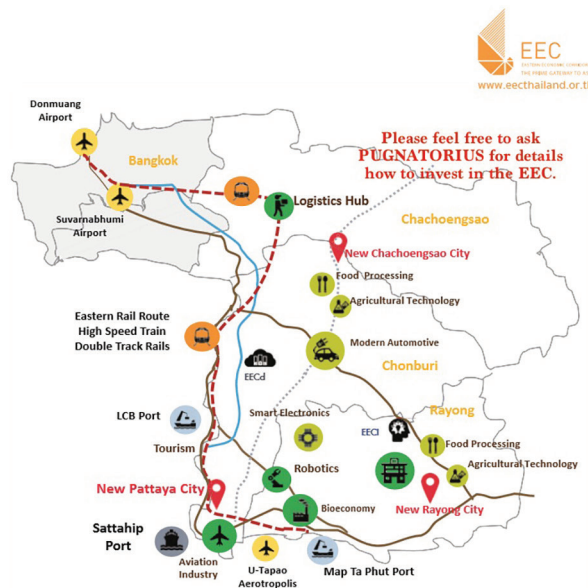 EEC
www.eecthailand.or.t
Donmuang
Airport
Bangkok
Please feel free to ask
PUGNATORIUS for details
how to invest in the EEC.
Suvarnabhumi
Airport
Logistics Hub
Chachoengsao
New Chachoengsao City
Food Processing
Agricultural Technology
Eastern Rail Route
High Speed Train
Double Track Rails
Modern Automotive
EECd
Chonburi
LCB Port
Smart Electronics
Rayong
EECI
Tourism
Food Processing
Robotics
Agricultural Technology
New Pattaya City
Bioeconomy
New Rayong City
Sattahip
Port
Aviation
Industry
U-Tapao
Aerotropolis
Map Ta Phut Port